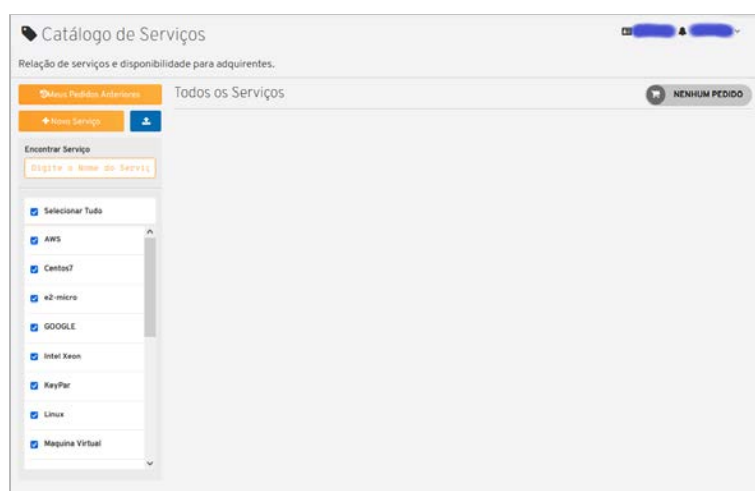 Catálogo de Serviços
Relação de serviços e disponibilidade para adquirentes.
Meus Pedidos Anteriores
Todos os Serviços
NENHUM PEDIDO
+ Novo Serviço
Encontrar Serviço
Digite o Nome do Serviç
Selecionar Tudo
AWS
Centos7
e2-micro
GOOGLE
Intel Xeon
KeyPar
Linux
Maquina Virtual